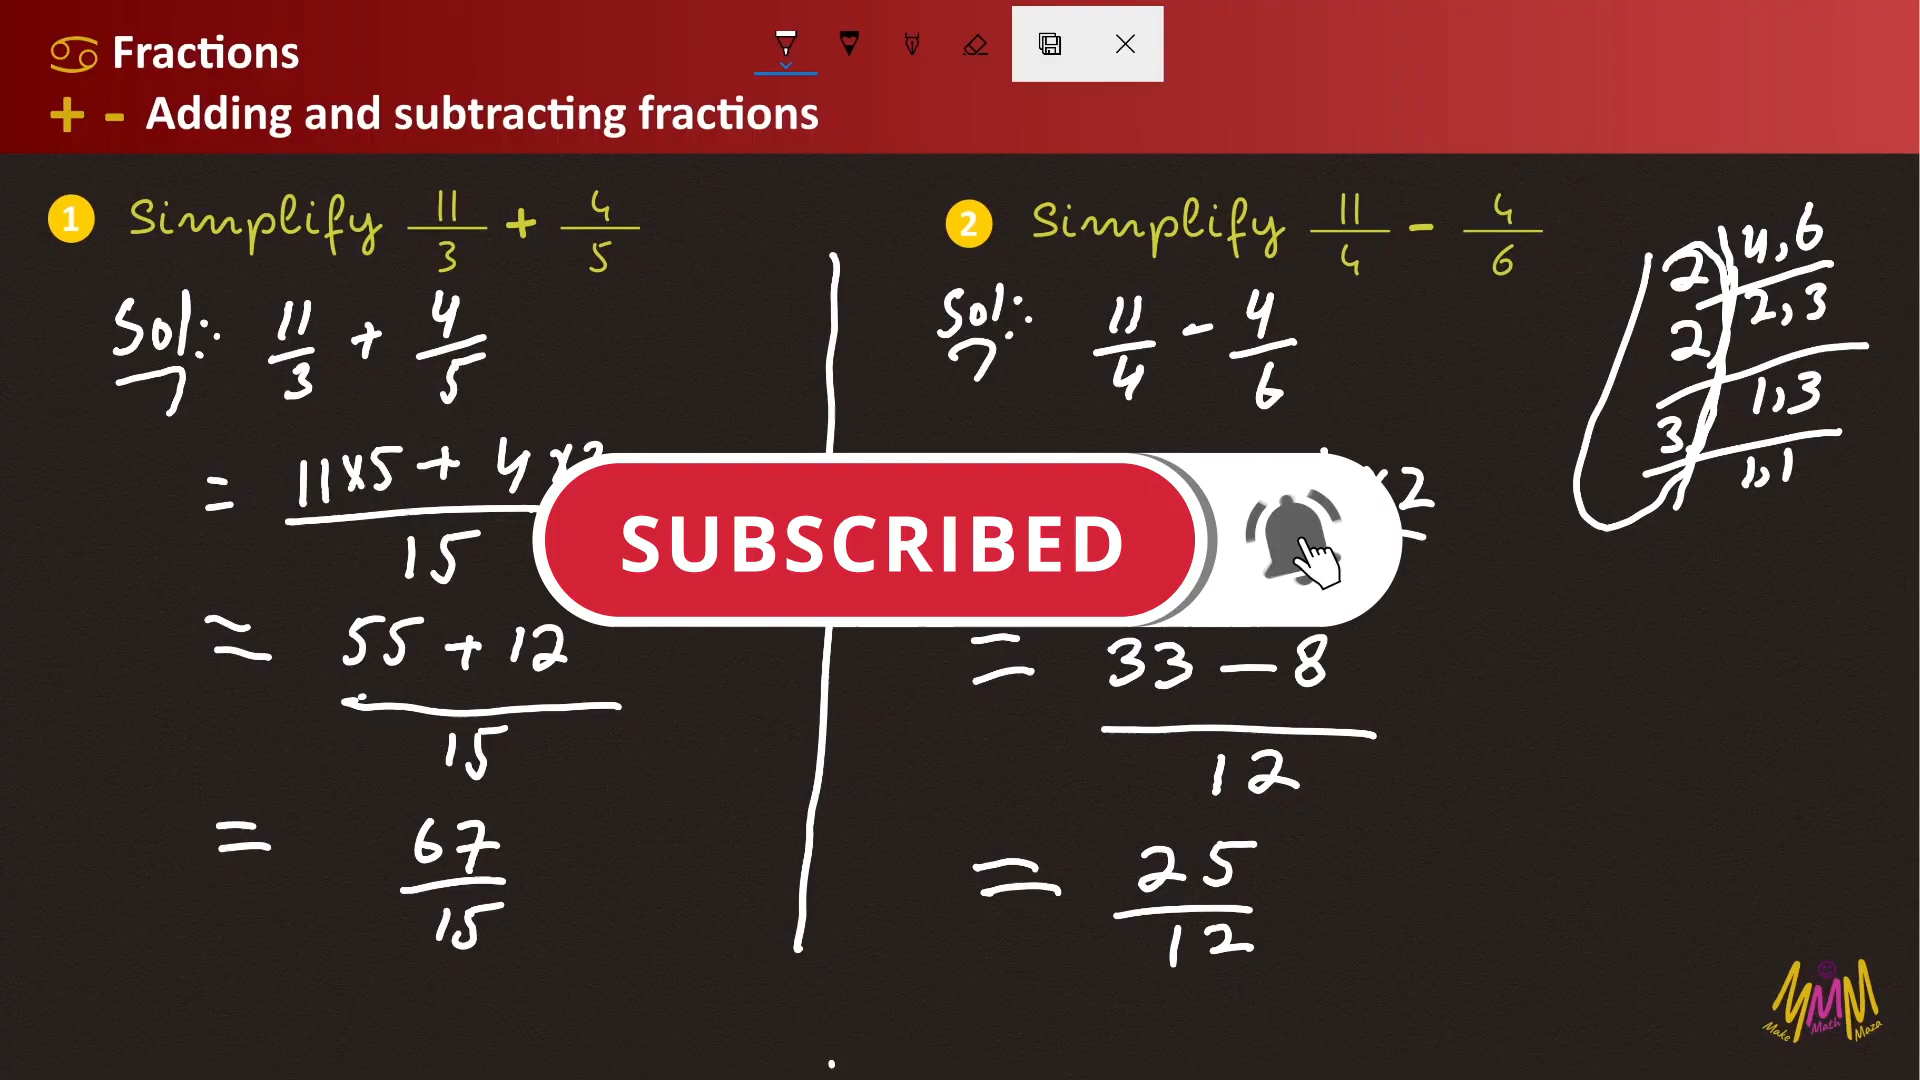 Fractions
+ - Adding and subtracting fractions
1 Simplify 11/3 + 4/5
Sol: 11/3 + 4/5
= 11×5 + 4×
15
= 55 + 12
15
= 67
15
2 Simplify 11/4 - 4/6
Sol: 11/4 - 4/6
×2
= 33 - 8
12
= 25
12
2 4,6
2 2,3
3 1,3
1,1
SUBSCRIBED
MMM
Make Math Maza